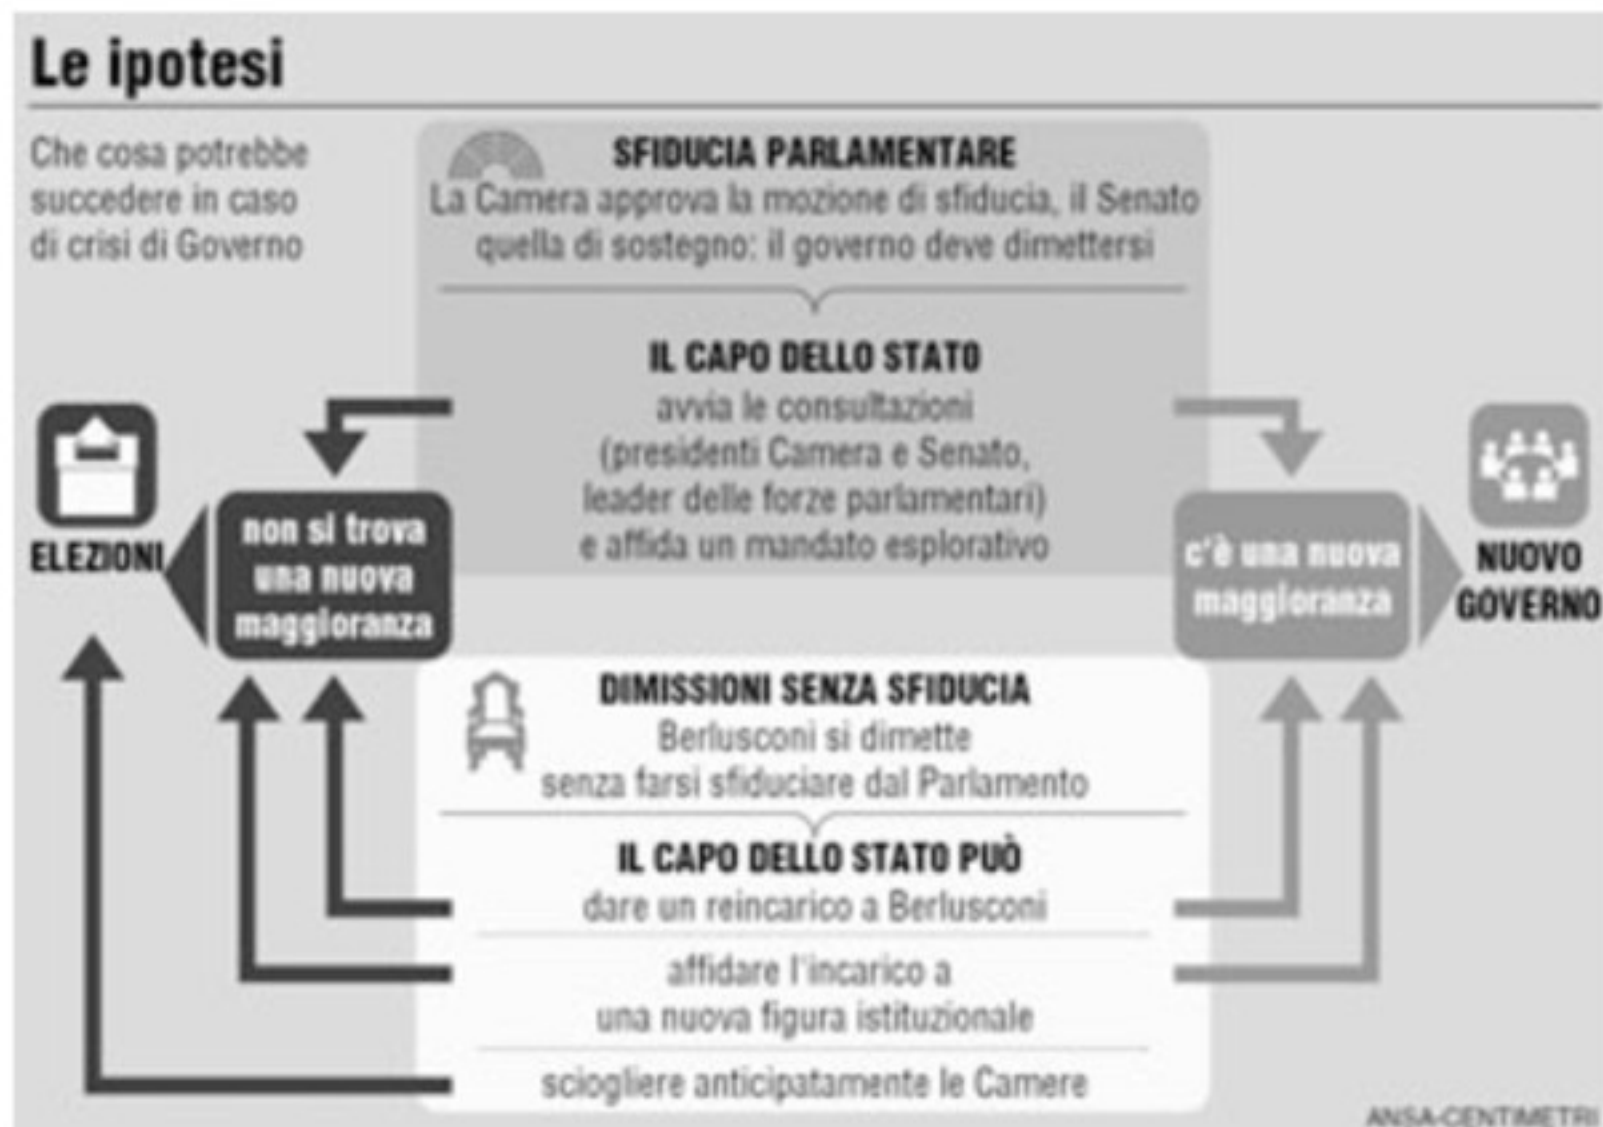 Le ipotesi
Che cosa potrebbe
succedere in caso
di crisi di Governo
SFIDUCIA PARLAMENTARE
La Camera approva la mozione di sfiducia, il Senato
quella di sostegno: il governo deve dimettersi
IL CAPO DELLO STATO
avvia le consultazioni
(presidenti Camera e Senato,
leader delle forze parlamentari)
e affida un mandato esplorativo
ELEZIONI
non si trova
una nuova
maggioranza
c'è una nuova
maggioranza
NUOVO
GOVERNO
DIMISSIONI SENZA SFIDUCIA
Berlusconi si dimette
senza farsi sfiduciare dal Parlamento
IL CAPO DELLO STATO PUÒ
dare un reincarico a Berlusconi
affidare l'incarico a
una nuova figura istituzionale
sciogliere anticipatamente le Camere
ANSA-CENTIMETRI